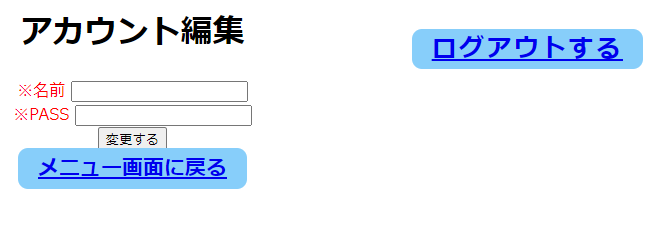 アカウント編集
ログアウトする
※名前
※PASS
変更する
メニュー画面に戻る